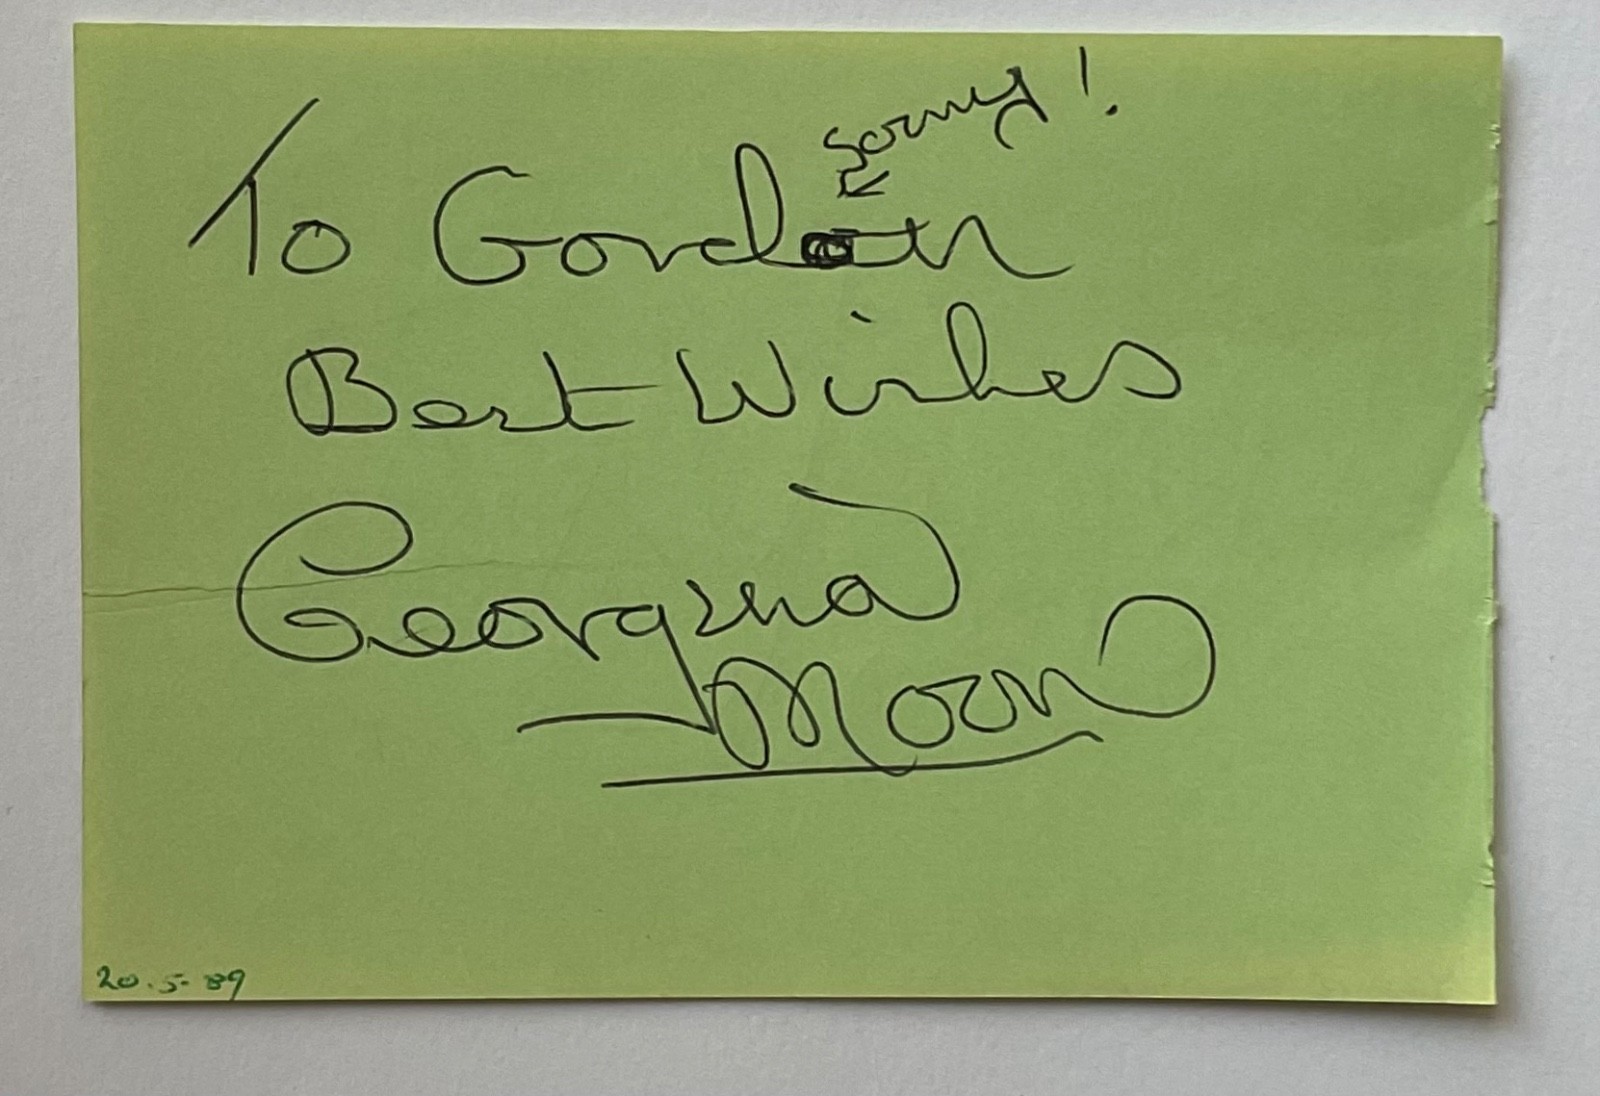 Sorry!
To Gordon
Best Wishes
Georgina
Moon
20.5.89